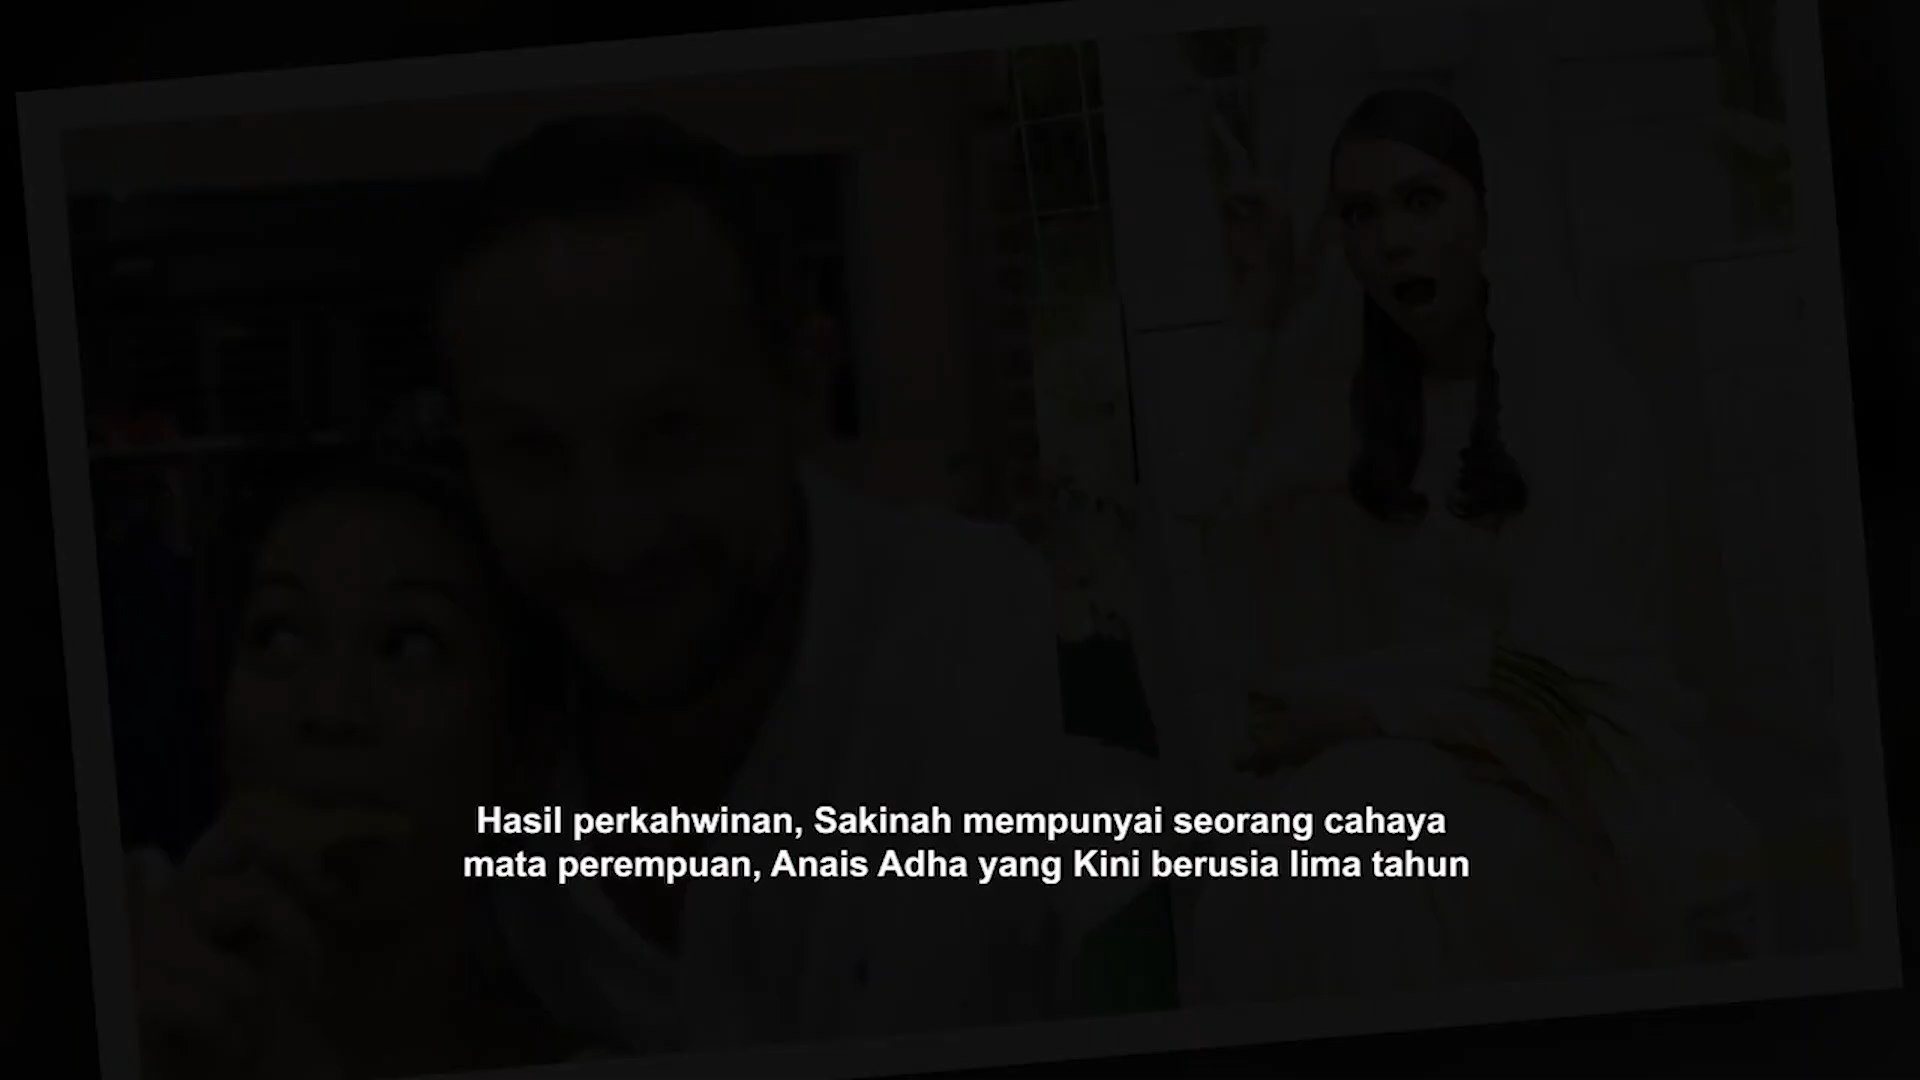 Hasil perkahwinan, Sakinah mempunyai seorang cahaya
mata perempuan, Anais Adha yang Kini berusia lima tahun